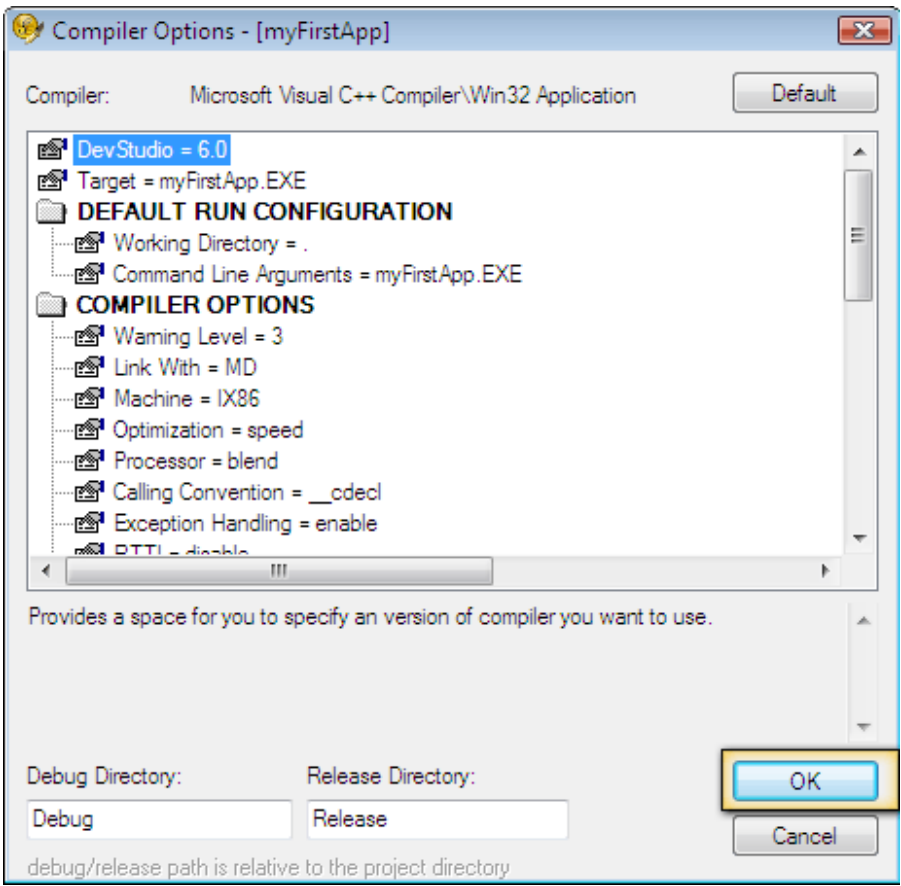 Compiler Options - [myFirstApp]
Compiler: Microsoft Visual C++ Compiler\Win32 Application Default
DevStudio = 6.0
Target = myFirstApp.EXE
DEFAULT RUN CONFIGURATION
Working Directory = .
Command Line Arguments = myFirstApp.EXE
COMPILER OPTIONS
Warning Level = 3
Link With = MD
Machine = IX86
Optimization = speed
Processor = blend
Calling Convention = __cdecl
Exception Handling = enable
RTTI = disable
Provides a space for you to specify an version of compiler you want to use.
Debug Directory: Release Directory: OK
Debug Release
Cancel
debug/release path is relative to the project directory